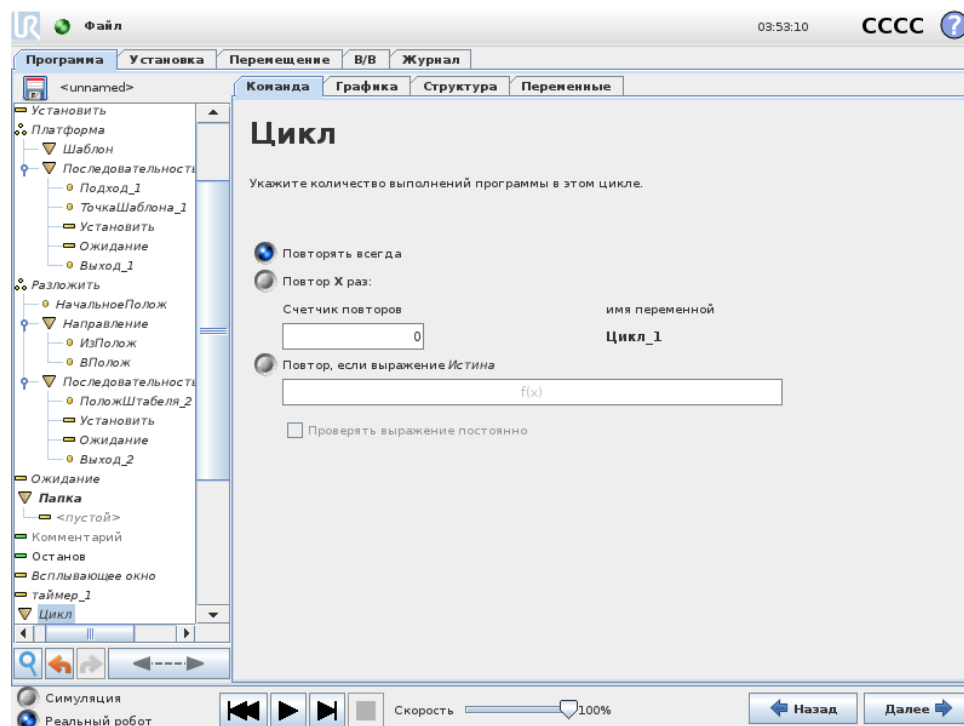 UR Файл 03:53:10 CCCC ?
Программа Установка Перемещение В/В Журнал
<unnamed>
Команда Графика Структура Переменные
Установить
Платформа
Шаблон
Последовательность
Подход_1
ТочкаШаблона_1
Установить
Ожидание
Выход_1
Разложить
НачальноеПолож
Направление
ИзПолож
ВПолож
Последовательность
ПоложШтабеля_2
Установить
Ожидание
Выход_2
Ожидание
Папка
<пустой>
Комментарий
Останов
Всплывающее окно
таймер_1
Цикл
Цикл
Укажите количество выполнений программы в этом цикле.
Повторять всегда
Повтор X раз:
Счетчик повторов имя переменной
0 Цикл_1
Повтор, если выражение Истина
f(x)
Проверять выражение постоянно
Симуляция
Реальный робот
Скорость 100%
Назад Далее